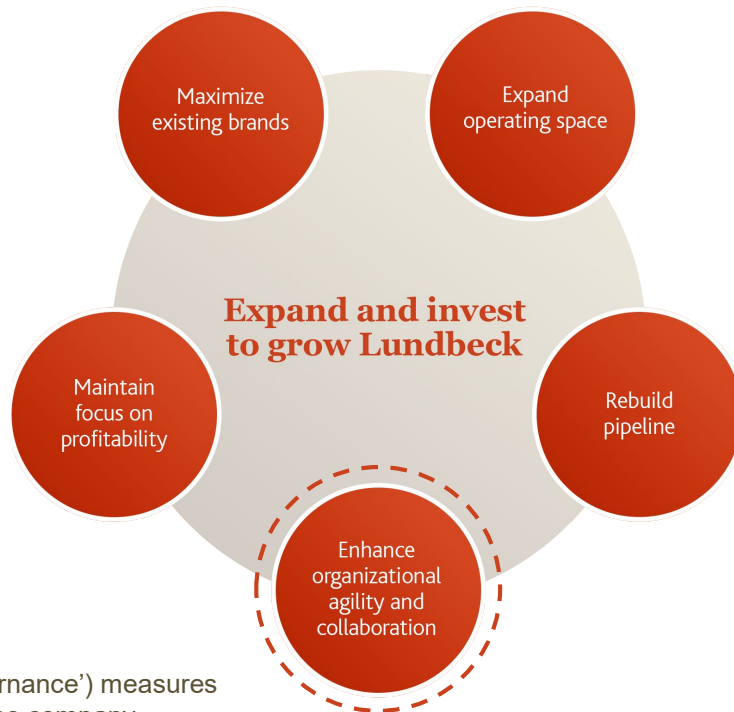 Maximize
existing brands
Expand
operating space
Expand and invest
to grow Lundbeck
Maintain
focus on
profitability
Rebuild
pipeline
Enhance
organizational
agility and
collaboration
rnance’) measures
company